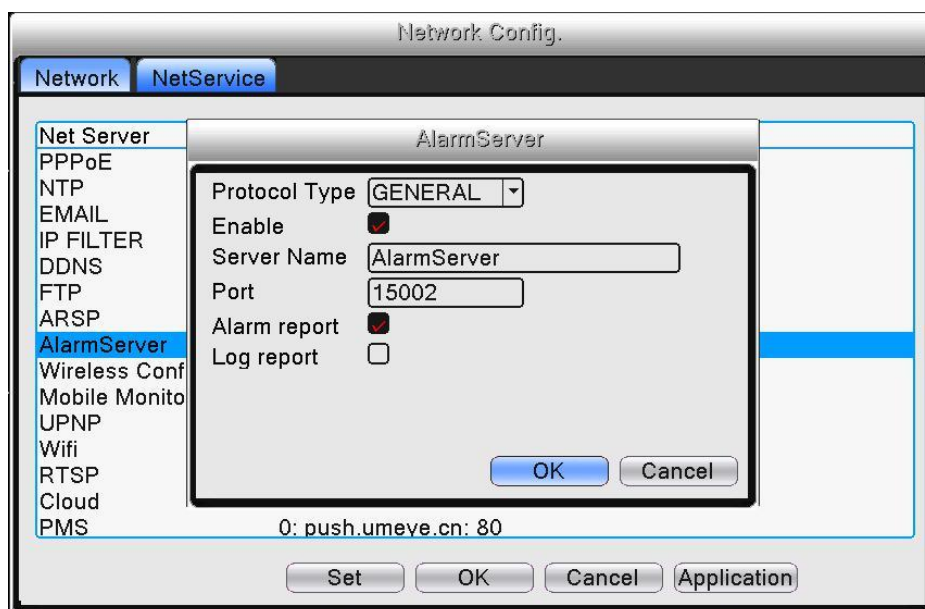 Network Config.
Network NetService
Net Server
PPPoE
NTP
EMAIL
IP FILTER
DDNS
FTP
ARSP
AlarmServer
Wireless Conf
Mobile Monito
UPNP
Wifi
RTSP
Cloud
PMS 0: push.umeye.cn: 80
AlarmServer
Protocol Type GENERAL
Enable
Server Name AlarmServer
Port 15002
Alarm report
Log report
OK Cancel
Set OK Cancel Application